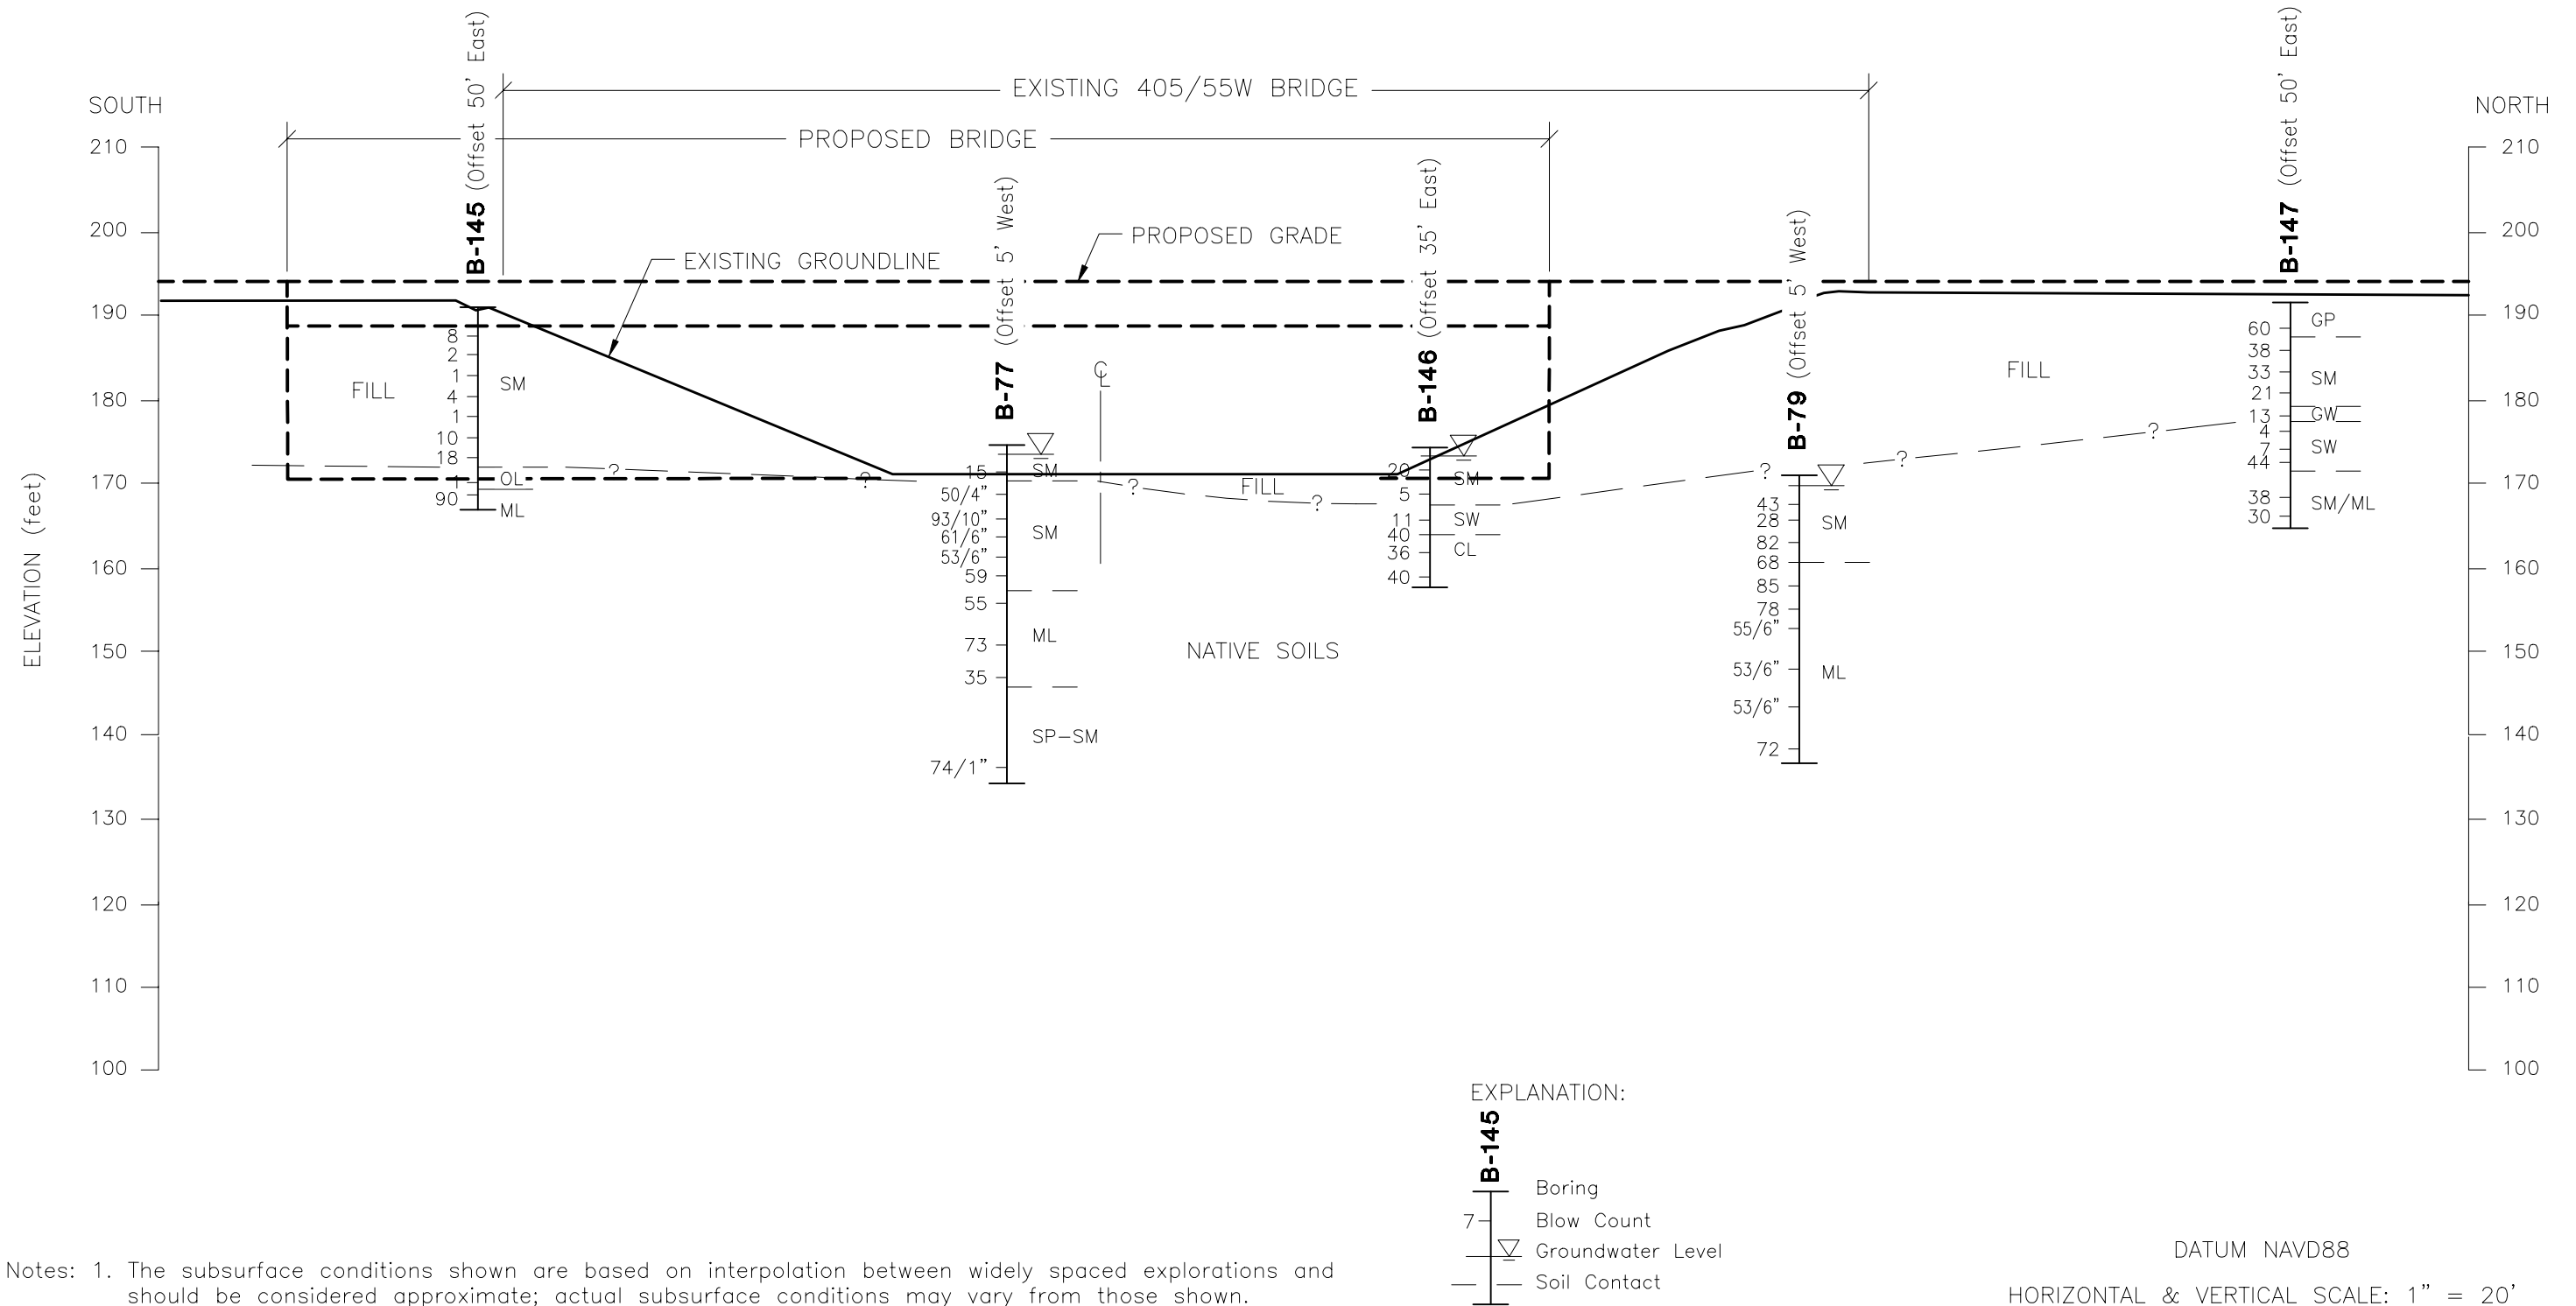 SOUTH
NORTH
EXISTING 405/55W BRIDGE
PROPOSED BRIDGE
PROPOSED GRADE
EXISTING GROUNDLINE
ELEVATION (feet)
210
200
190
180
170
160
150
140
130
120
110
100
B-145 (Offset 50' East)
8
2
1
4
1
10
18
1
90
SM
OL
ML
FILL
B-77 (Offset 5' West)
15
50/4"
93/10"
61/6"
53/6"
59
55
73
35
74/1"
SM
SM
ML
SP-SM
CL
FILL
NATIVE SOILS
B-146 (Offset 35' East)
20
5
11
40
36
40
SM
SW
CL
B-79 (Offset 5' West)
43
28
82
68
85
78
55/6"
53/6"
53/6"
72
SM
ML
FILL
B-147 (Offset 50' East)
60
38
33
21
13
4
7
44
38
30
GP
SM
GW
SW
SM/ML
?
?
?
?
?
?
?
210
200
190
180
170
160
150
140
130
120
110
100
EXPLANATION:
B-145
Boring
7
Blow Count
Groundwater Level
Soil Contact
DATUM NAVD88
HORIZONTAL & VERTICAL SCALE: 1" = 20'
Notes: 1. The subsurface conditions shown are based on interpolation between widely spaced explorations and
should be considered approximate; actual subsurface conditions may vary from those shown.